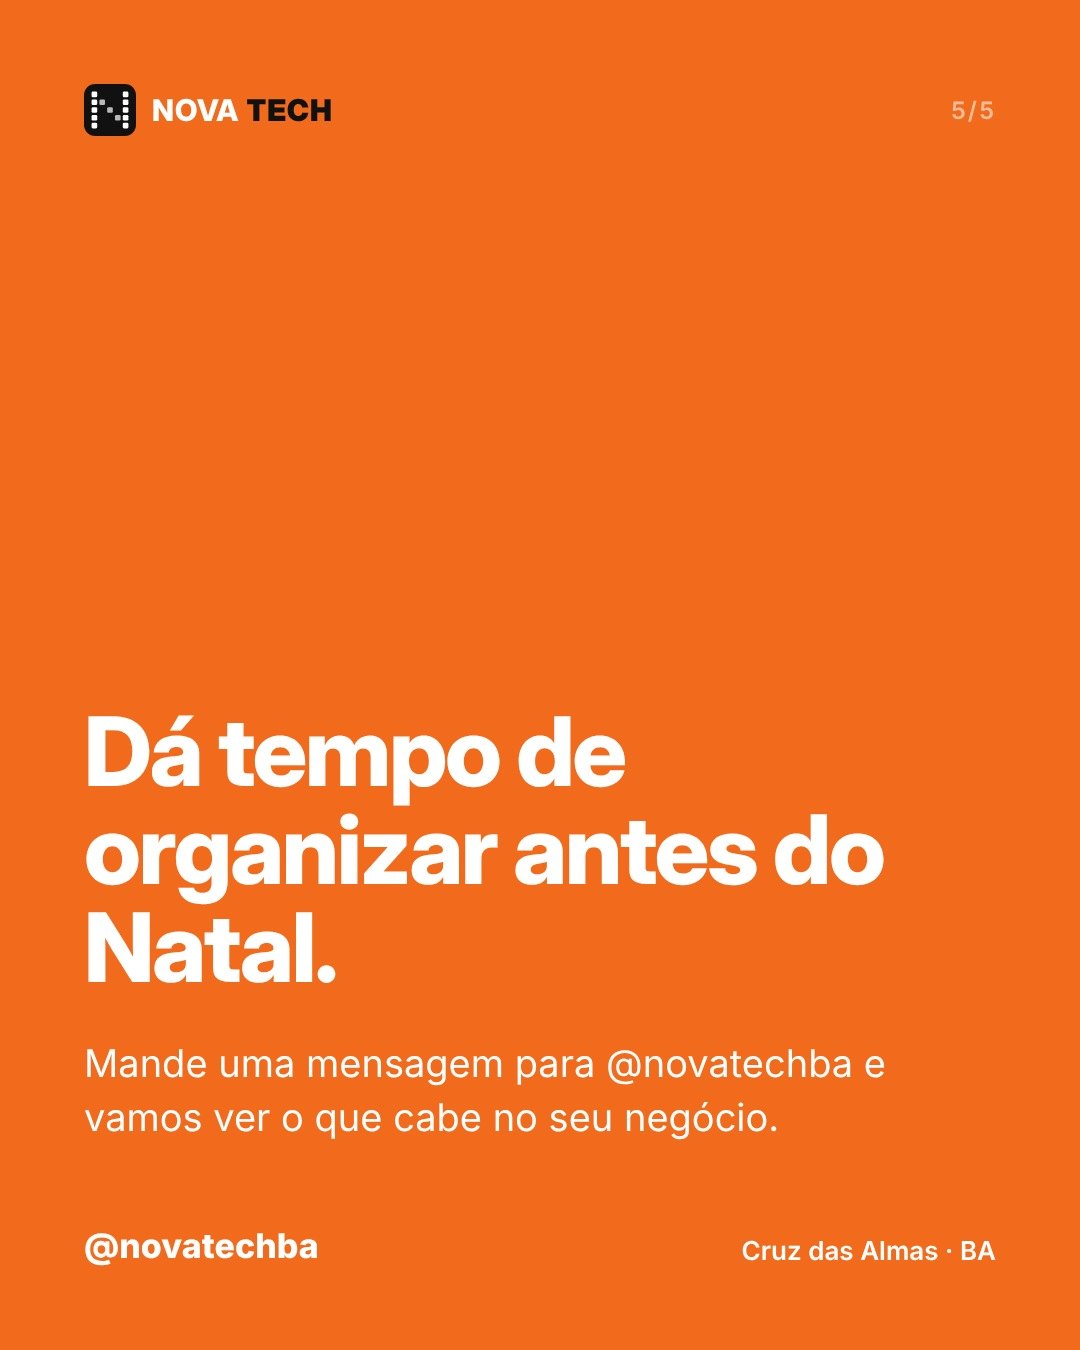 NOVA TECH
5/5
Dá tempo de
organizar antes do
Natal.
Mande uma mensagem para @novatechba e
vamos ver o que cabe no seu negócio.
@novatechba
Cruz das Almas · BA